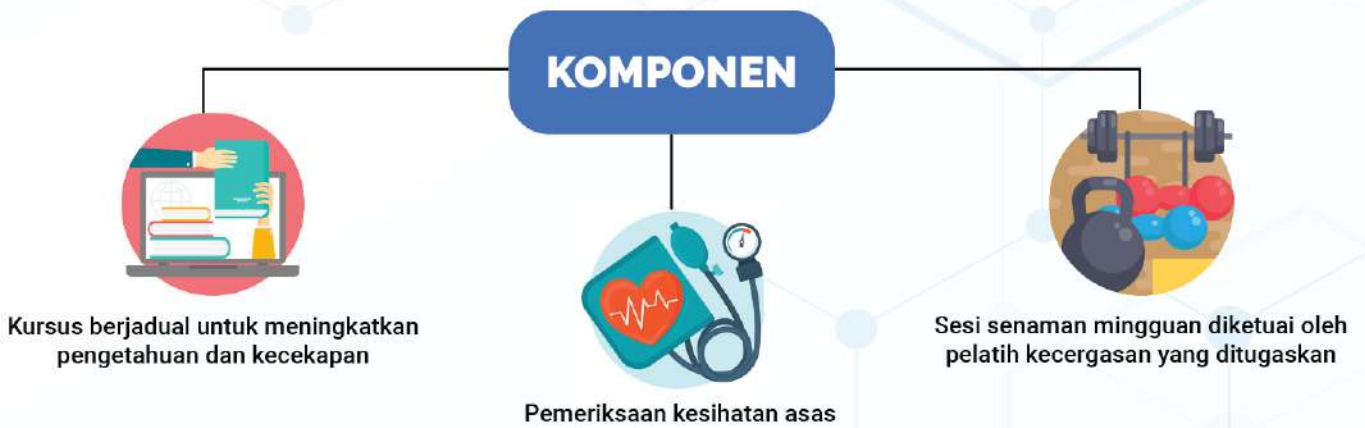 KOMPONEN
Kursus berjadual untuk meningkatkan
pengetahuan dan kecekapan
Pemeriksaan kesihatan asas
Sesi senaman mingguan diketuai oleh
pelatih kecergasan yang ditugaskan